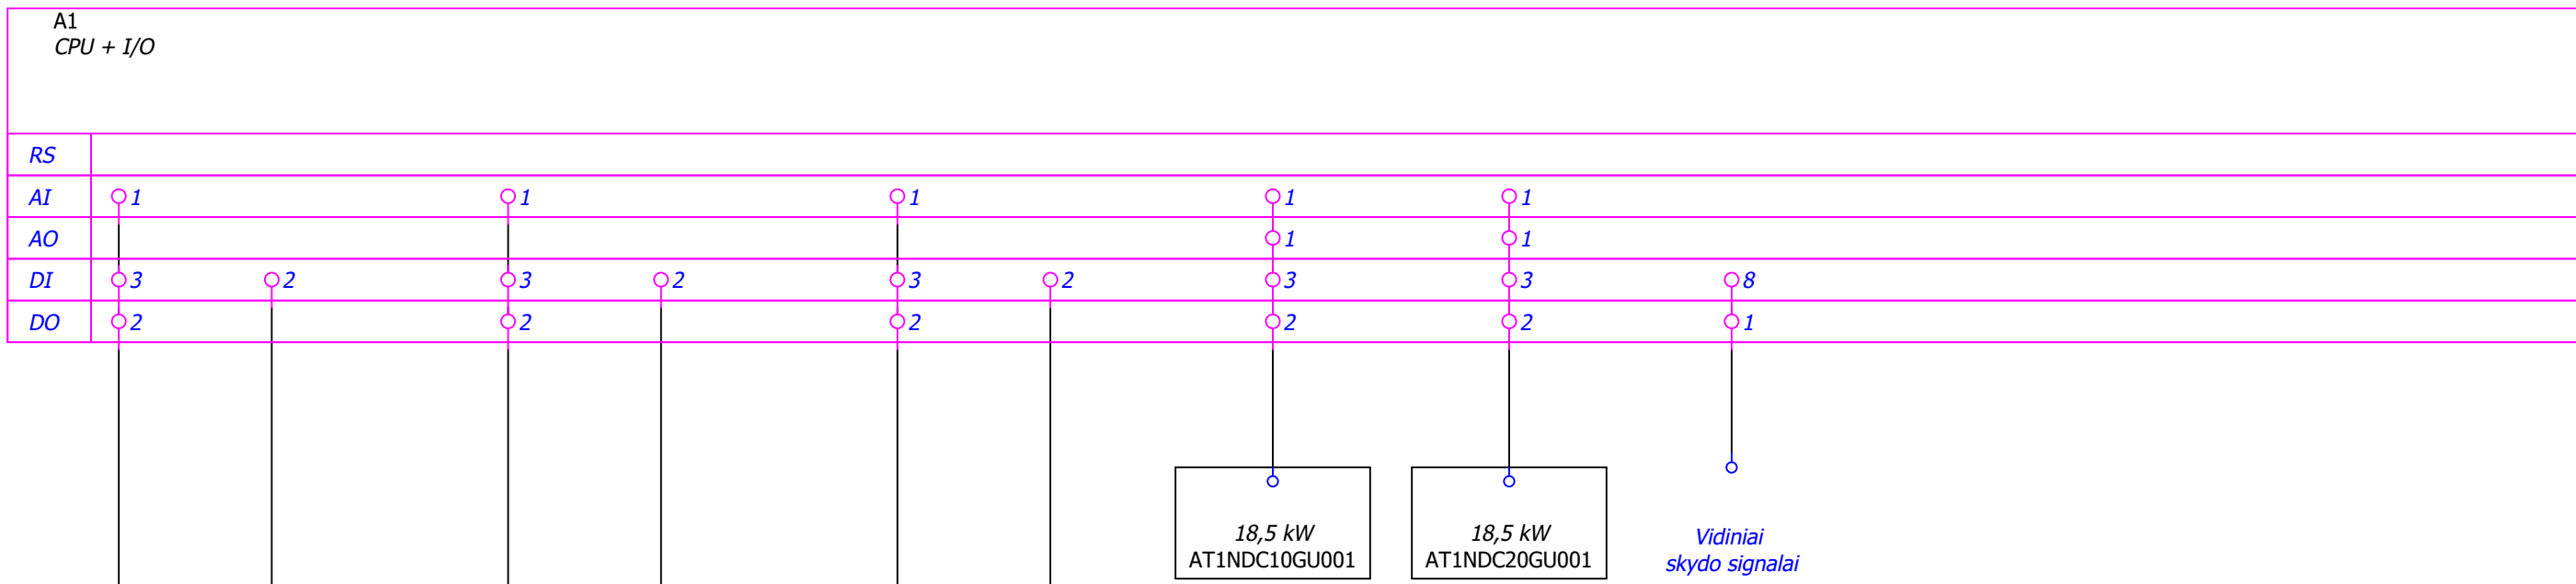 A1
CPU + I/O
RS
AI 1 1 1 1 1
AO 1 1
DI 3 2 3 2 3 2 3 3 8
DO 2 2 2 2 2 1
18,5 kW
AT1NDC10GU001
18,5 kW
AT1NDC20GU001
Vidiniai
skydo signalai